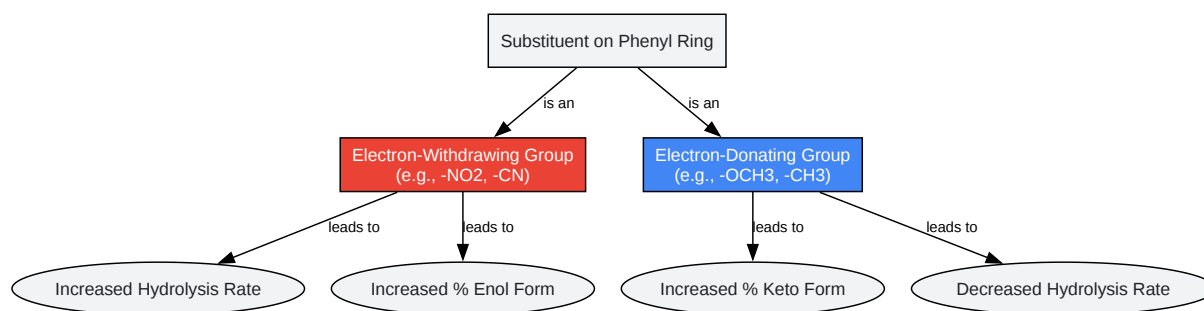 Substituent on Phenyl Ring
is an
is an
Electron-Withdrawing Group
(e.g., -NO2, -CN)
Electron-Donating Group
(e.g., -OCH3, -CH3)
leads to
leads to
leads to
leads to
Increased Hydrolysis Rate
Increased % Enol Form
Increased % Keto Form
Decreased Hydrolysis Rate